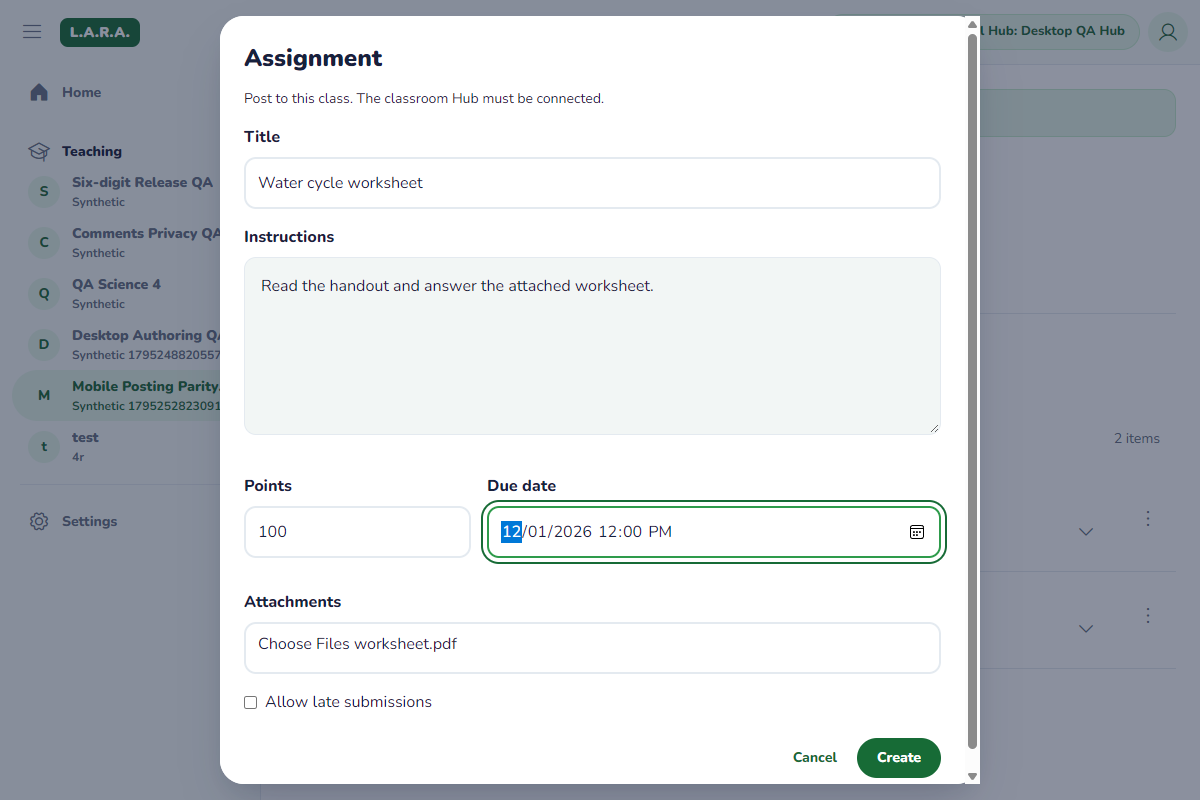 L.A.R.A.
Hub: Desktop QA Hub
Home
Teaching
S
Six-digit Release QA
Synthetic
C
Comments Privacy QA
Synthetic
Q
QA Science 4
Synthetic
D
Desktop Authoring QA
Synthetic 1795248820557
M
Mobile Posting Parity
Synthetic 1795252823091
t
test
4r
Settings
2 items
Assignment
Post to this class. The classroom Hub must be connected.
Title
Water cycle worksheet
Instructions
Read the handout and answer the attached worksheet.
Points
Due date
100
12/01/2026 12:00 PM
Attachments
Choose Files worksheet.pdf
Allow late submissions
Cancel
Create